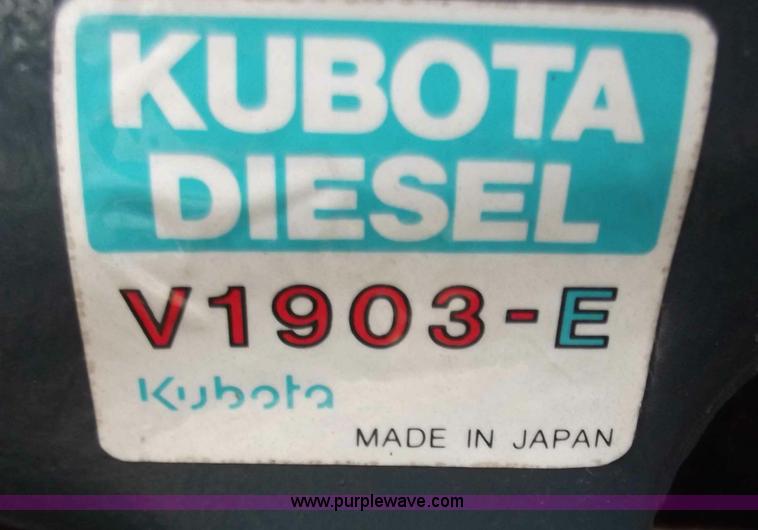 KUBOTA
DIESEL
V1903-E
Kubota
MADE IN JAPAN
www.purplewave.com